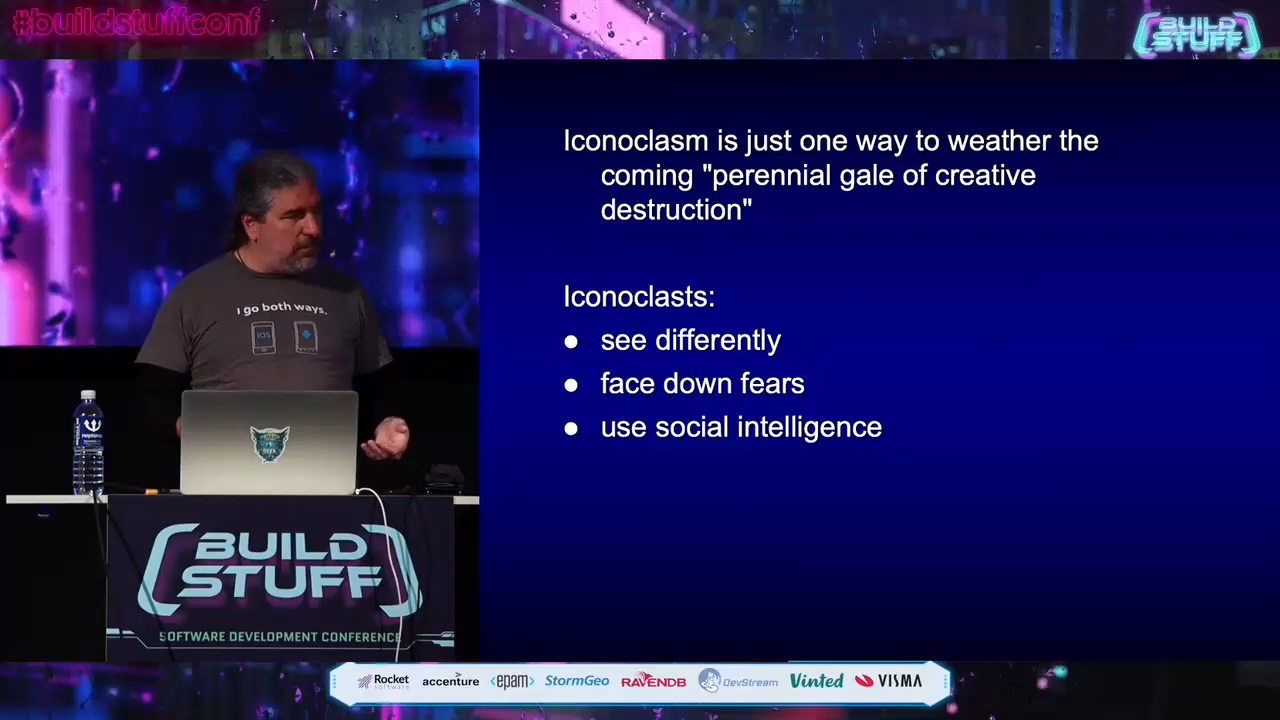 #buildstuffconf
BUILD
STUFF
Iconoclasm is just one way to weather the
coming "perennial gale of creative
destruction"
Iconoclasts:
● see differently
● face down fears
● use social intelligence
I go both ways.
iOS
neptūnas
BUILD
STUFF
SOFTWARE DEVELOPMENT CONFERENCE
Rocket
software
accenture
<epam>
StormGeo
RAVENDB
DevStream
Vinted
VISMA